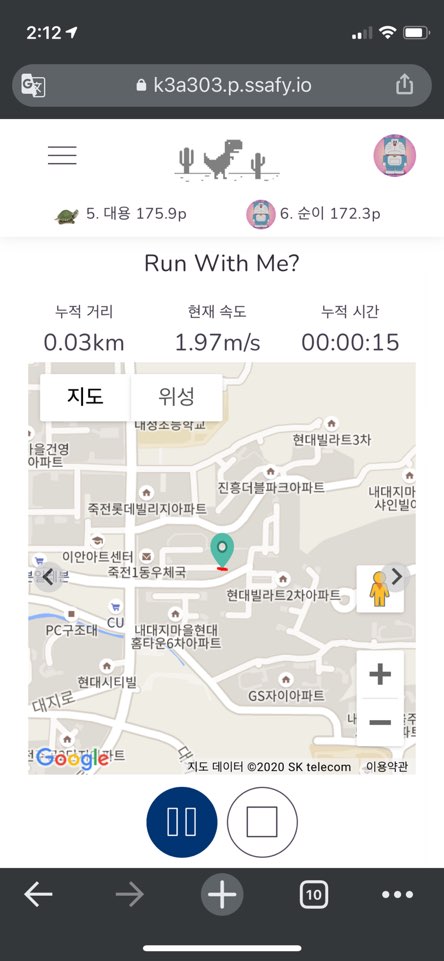 2:12
k3a303.p.ssafy.io
5. 대용 175.9p
6. 순이 172.3p
Run With Me?
누적 거리
현재 속도
누적 시간
0.03km
1.97m/s
00:00:15
지도
위성
대청초등학교
현대빌라트3차
마을건영
아파트
진흥더블파크아파트
내대지마
샤인빌
죽전롯데빌리지아파트
이안아트센터
죽전1동우체국
현대빌라트2차아파트
CU
PC구조대
내대지마을현대
홈타운6차아파트
현대시티빌
대지로
GS자이아파트
Google
지도 데이터 ©2020 SK telecom
이용약관
10